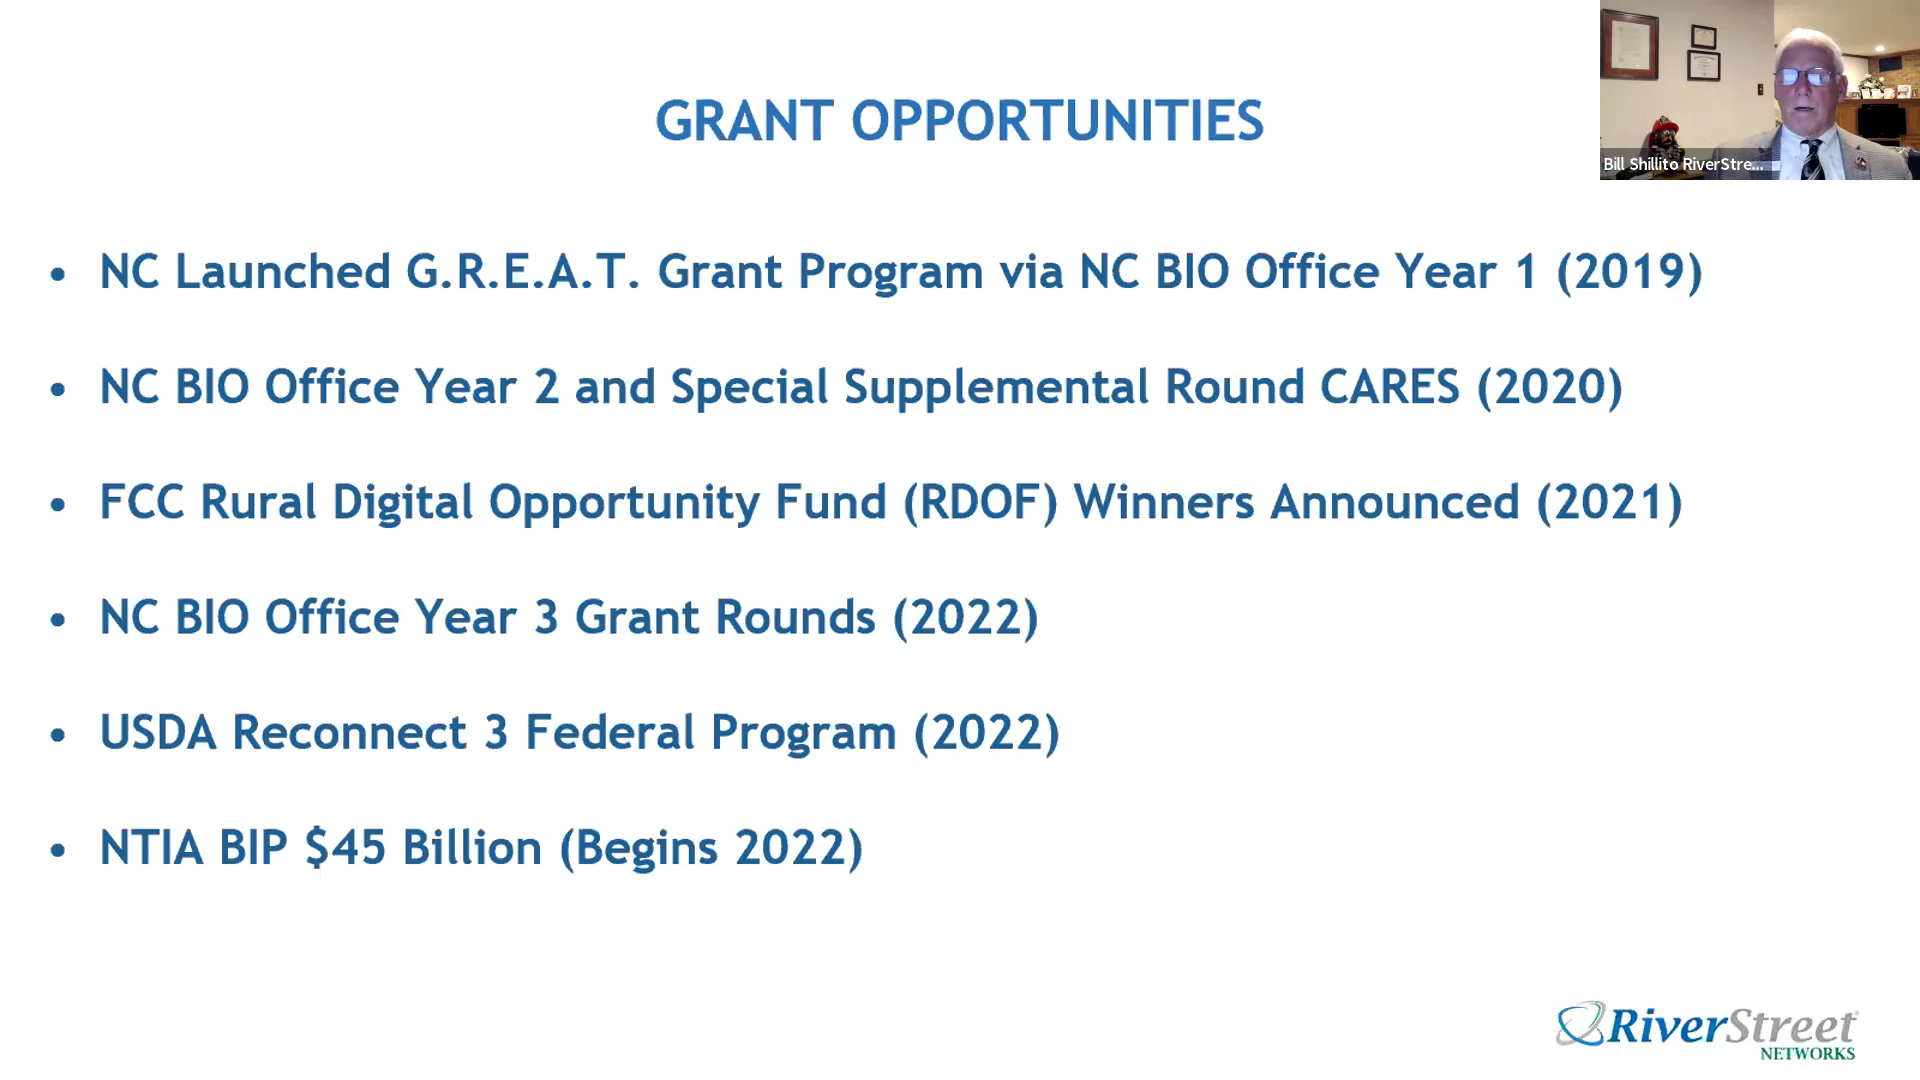 GRANT OPPORTUNITIES
Bill Shillito RiverStre...
• NC Launched G.R.E.A.T. Grant Program via NC BIO Office Year 1 (2019)
• NC BIO Office Year 2 and Special Supplemental Round CARES (2020)
• FCC Rural Digital Opportunity Fund (RDOF) Winners Announced (2021)
• NC BIO Office Year 3 Grant Rounds (2022)
• USDA Reconnect 3 Federal Program (2022)
• NTIA BIP $45 Billion (Begins 2022)
RiverStreet
NETWORKS